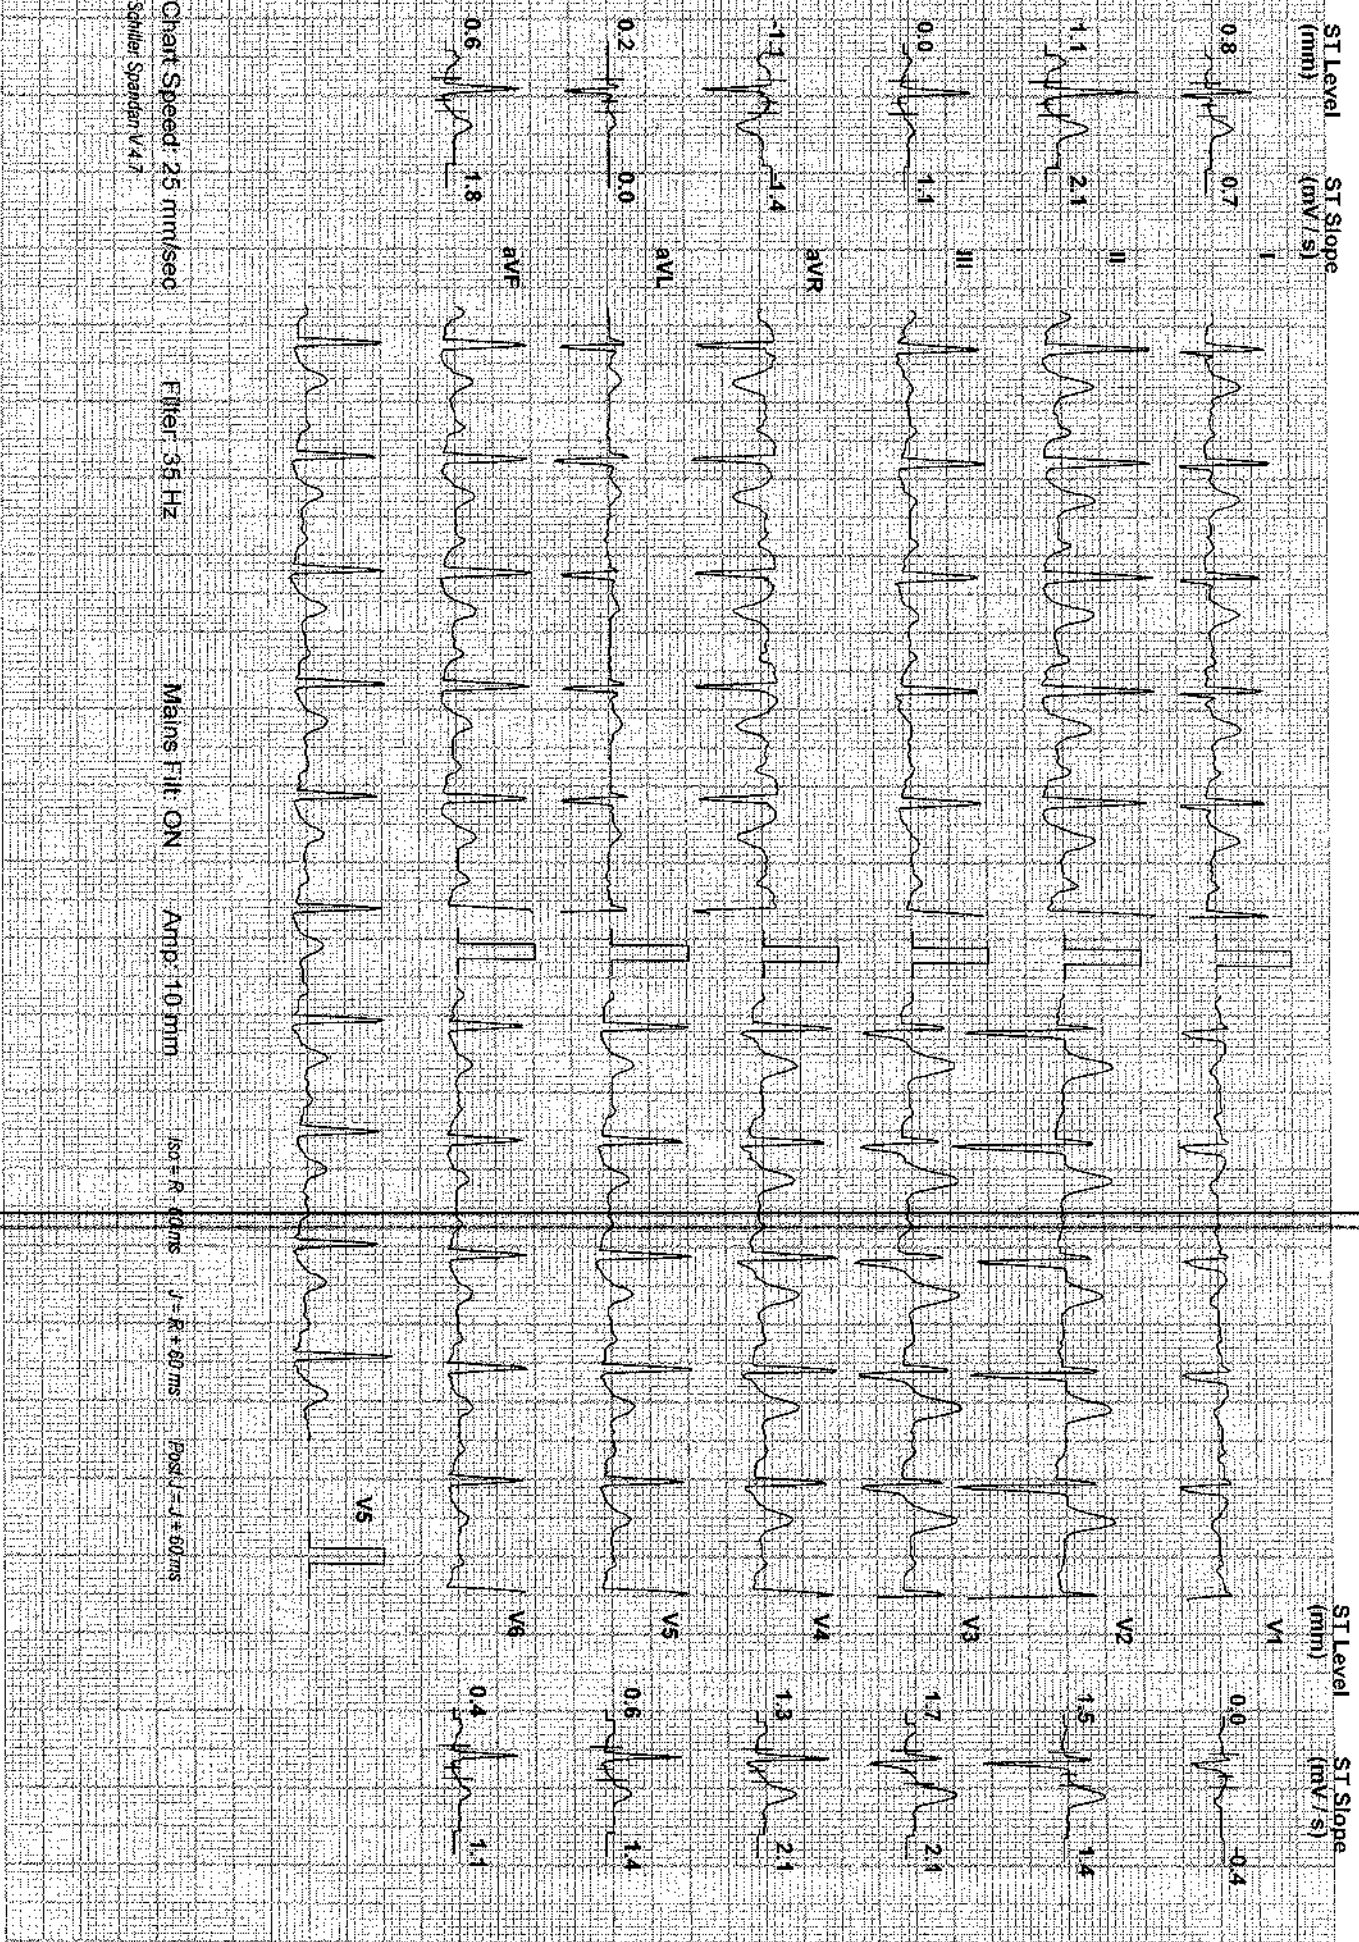 ST Level (mm) ST Slope (mV / s)
ST Level (mm) ST Slope (mV / s)
I 0.8 0.7
V1 0.0 -0.4
II 1.1 2.1
V2 1.5 1.4
III 0.0 1.1
V3 1.7 2.1
aVR -1.1 -1.4
V4 1.3 2.1
aVL 0.2 0.0
V5 0.6 1.4
aVF 0.6 1.8
V6 0.4 1.1
V5
Chart Speed: 25 mm/sec Filter: 35 Hz Mains Filt: ON Amp: 10 mm Iso = R - 60 ms J = R + 60 ms Post J = J + 60 ms
Schiller Spandan V 4.7